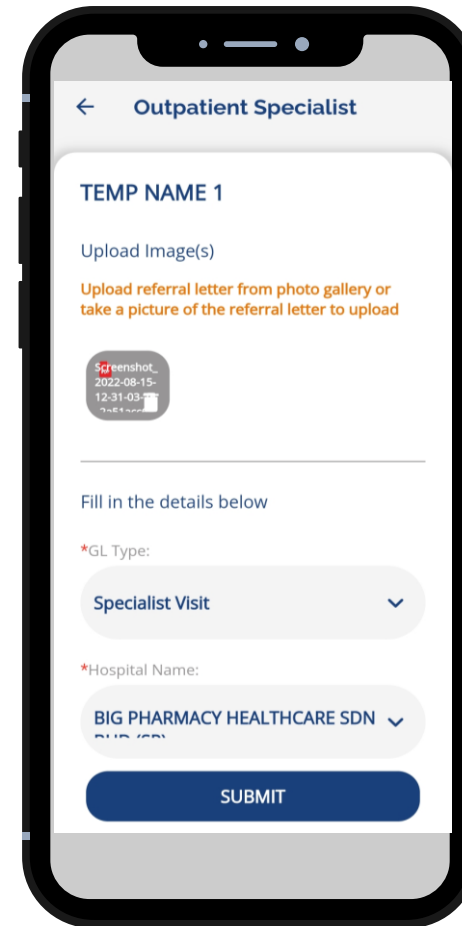 Outpatient Specialist
TEMP NAME 1
Upload Image(s)
Upload referral letter from photo gallery or
take a picture of the referral letter to upload
Screenshot_
2022-08-15-
12-31-03-
Fill in the details below
*GL Type:
Specialist Visit
*Hospital Name:
BIG PHARMACY HEALTHCARE SDN
SUBMIT